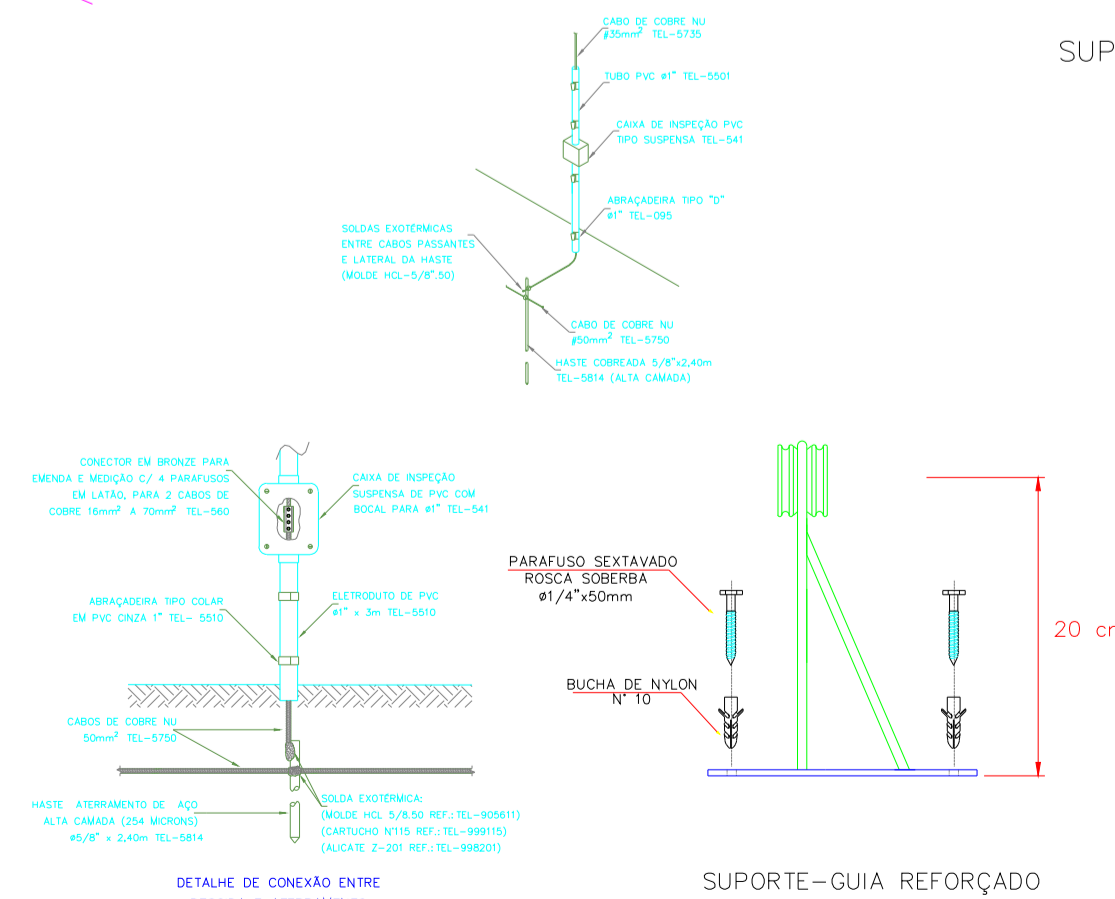 CABO DE COBRE NU
#35mm² TEL-5735
SUP
TUBO PVC ø1" TEL-5501
CAIXA DE INSPEÇÃO PVC
TIPO SUSPENSA TEL-541
ABRAÇADEIRA TIPO "D"
ø1" TEL-095
SOLDAS EXOTÉRMICAS
ENTRE CABOS PASSANTES
E LATERAL DA HASTE
(MOLDE HCL-5/8".50)
CABO DE COBRE NU
#50mm² TEL-5750
HASTE COBREADA 5/8"x2,40m
TEL-5814 (ALTA CAMADA)
CONECTOR EM BRONZE PARA
EMENDA E MEDIÇÃO C/ 4 PARAFUSOS
EM LATÃO, PARA 2 CABOS DE
COBRE 16mm² A 70mm² TEL-560
CAIXA DE INSPEÇÃO
SUSPENSA DE PVC COM
BOCAL PARA ø1" TEL-541
ABRAÇADEIRA TIPO COLAR
EM PVC CINZA 1" TEL- 5510
ELETRODUTO DE PVC
ø1" x 3m TEL-5510
CABOS DE COBRE NU
50mm² TEL-5750
HASTE ATERRAMENTO DE AÇO
ALTA CAMADA (254 MICRONS)
ø5/8" x 2,40m TEL-5814
SOLDA EXOTÉRMICA:
(MOLDE HCL 5/8.50 REF.:TEL-905611)
(CARTUCHO N°115 REF.:TEL-999115)
(ALICATE Z-201 REF.:TEL-998201)
DETALHE DE CONEXÃO ENTRE
PARAFUSO SEXTAVADO
ROSCA SOBERBA
ø1/4"x50mm
BUCHA DE NYLON
N° 10
20 cm
SUPORTE-GUIA REFORÇADO